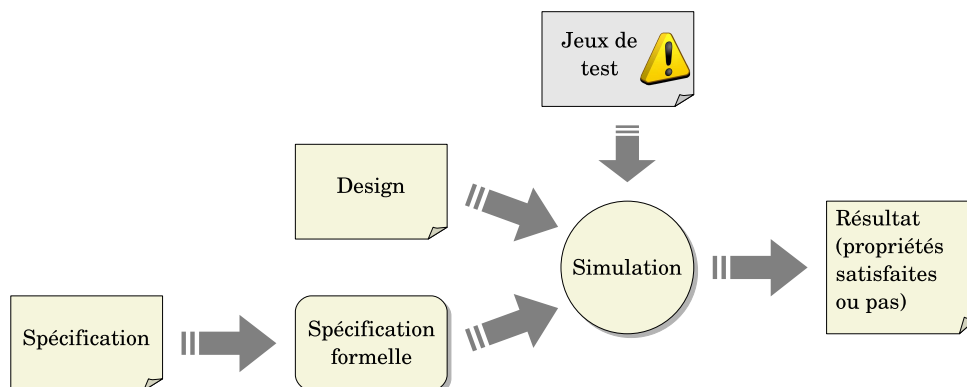 Jeux de
test
Design
Simulation
Résultat
(propriétés
satisfaites
ou pas)
Spécification
Spécification
formelle